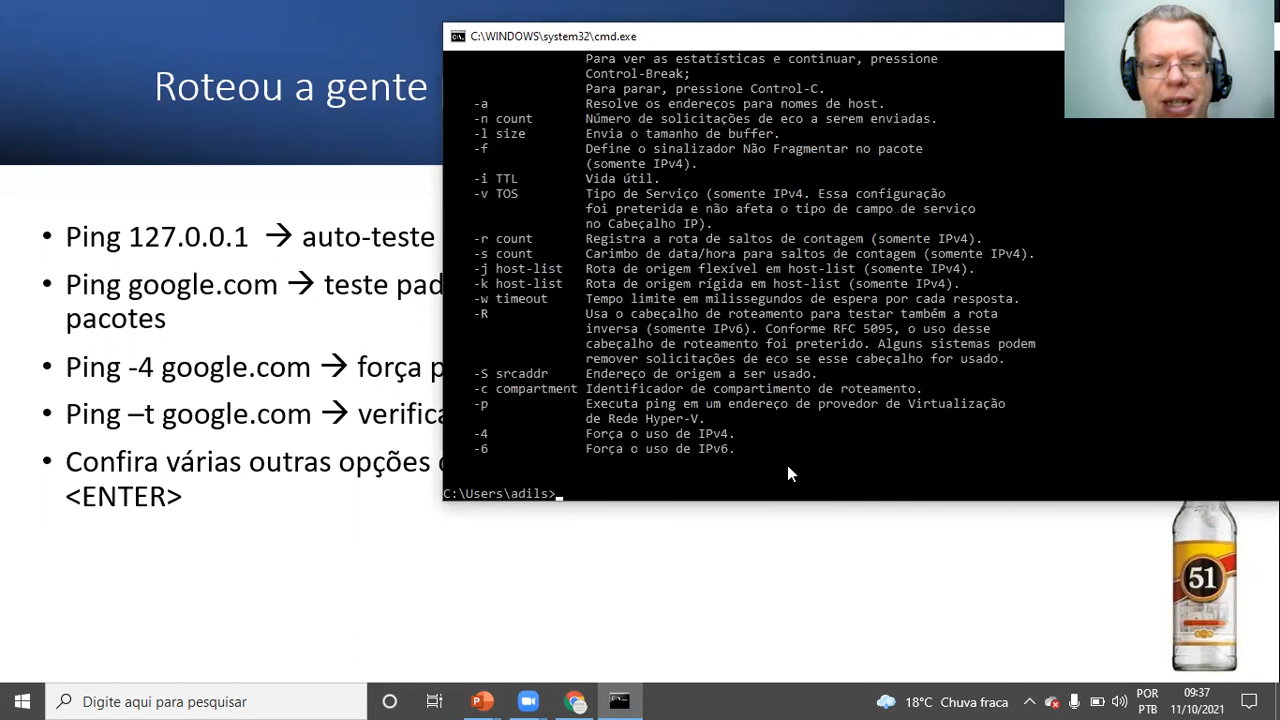 Roteou a gente
• Ping 127.0.0.1 → auto-teste
• Ping google.com → teste pad
pacotes
• Ping -4 google.com → força p
• Ping –t google.com → verifica
• Confira várias outras opções
<ENTER>
C:\WINDOWS\system32\cmd.exe
Para ver as estatísticas e continuar, pressione
Control-Break;
Para parar, pressione Control-C.
-a Resolve os endereços para nomes de host.
-n count Número de solicitações de eco a serem enviadas.
-l size Envia o tamanho de buffer.
-f Define o sinalizador Não Fragmentar no pacote
(somente IPv4).
-i TTL Vida útil.
-v TOS Tipo de Serviço (somente IPv4. Essa configuração
foi preterida e não afeta o tipo de campo de serviço
no Cabeçalho IP).
-r count Registra a rota de saltos de contagem (somente IPv4).
-s count Carimbo de data/hora para saltos de contagem (somente IPv4).
-j host-list Rota de origem flexível em host-list (somente IPv4).
-k host-list Rota de origem rígida em host-list (somente IPv4).
-w timeout Tempo limite em milissegundos de espera por cada resposta.
-R Usa o cabeçalho de roteamento para testar também a rota
inversa (somente IPv6). Conforme RFC 5095, o uso desse
cabeçalho de roteamento foi preterido. Alguns sistemas podem
remover solicitações de eco se esse cabeçalho for usado.
-S srcaddr Endereço de origem a ser usado.
-c compartment Identificador de compartimento de roteamento.
-p Executa ping em um endereço de provedor de Virtualização
de Rede Hyper-V.
-4 Força o uso de IPv4.
-6 Força o uso de IPv6.
C:\Users\adils>
51
Digite aqui para pesquisar
18°C Chuva fraca
POR
PTB
09:37
11/10/2021